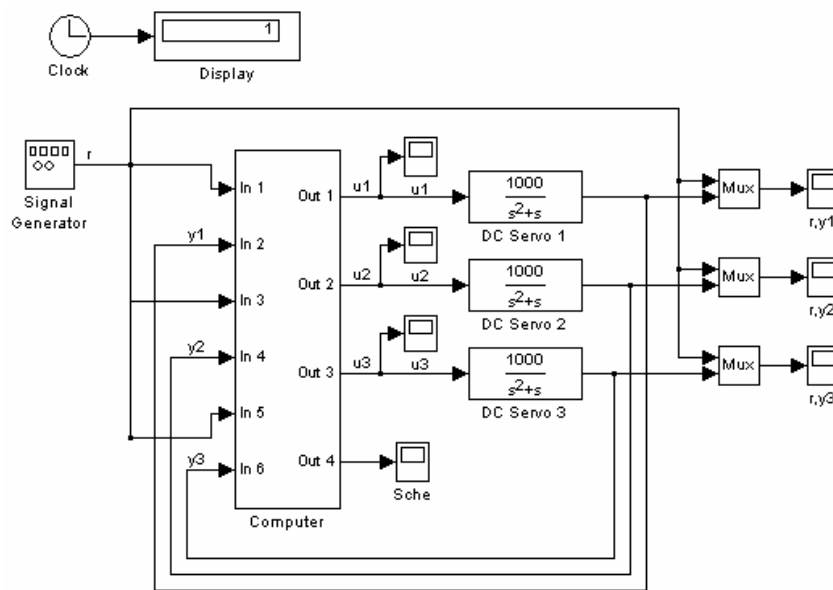 1
Clock
Display
r
Signal
Generator
In 1
y1
In 2
In 3
y2
In 4
In 5
y3
In 6
Out 1
Out 2
Out 3
Out 4
Computer
u1
u1
1000
s²+s
DC Servo 1
u2
u2
1000
s²+s
DC Servo 2
u3
u3
1000
s²+s
DC Servo 3
Sche
Mux
r,y1
Mux
r,y2
Mux
r,y3